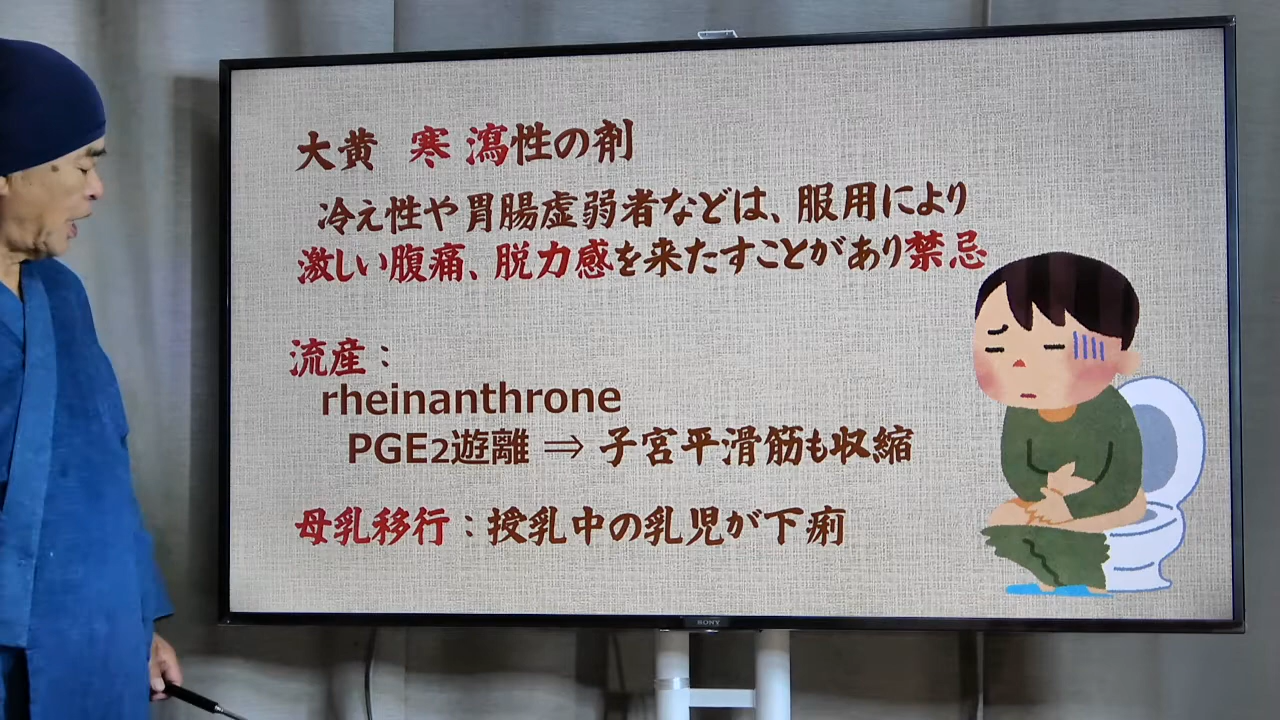 大黄 寒 瀉性の剤
冷え性や胃腸虚弱者などは、服用により
激しい腹痛、脱力感を来たすことがあり禁忌
流産：
rheinanthrone
PGE2遊離 ⇒ 子宮平滑筋も収縮
母乳移行：授乳中の乳児が下痢
SONY